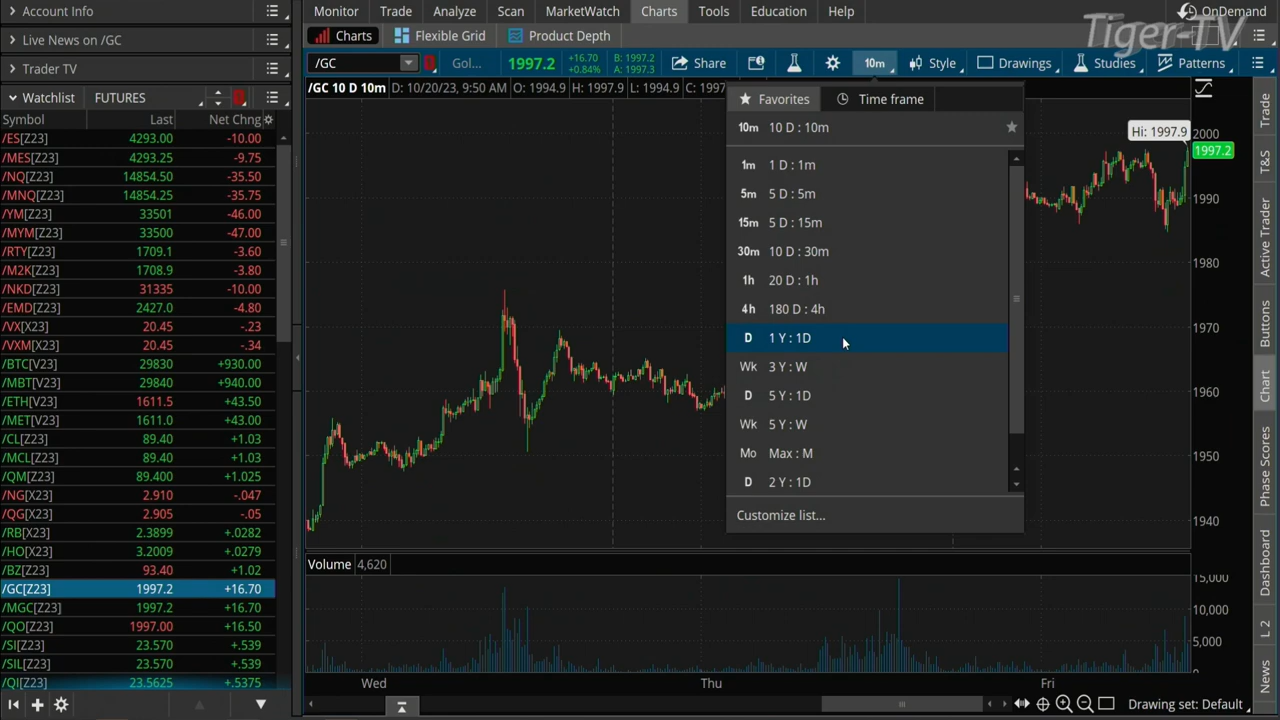 Account Info
Monitor Trade Analyze Scan MarketWatch Charts Tools Education Help OnDemand
Tiger-TV
Live News on /GC
Charts Flexible Grid Product Depth
Trader TV
/GC Gol... 1997.2 +16.70 +0.84% B: 1997.2 A: 1997.3 Share 10m Style Drawings Studies Patterns
Watchlist FUTURES
/GC 10 D 10m D: 10/20/23, 9:50 AM O: 1994.9 H: 1997.9 L: 1994.9 C: 1997
Symbol Last Net Chng
/ES[Z23] 4293.00 -10.00
/MES[Z23] 4293.25 -9.75
/NQ[Z23] 14854.50 -35.50
/MNQ[Z23] 14854.25 -35.75
/YM[Z23] 33501 -46.00
/MYM[Z23] 33502 -47.00
/RTY[Z23] 1709.1 -3.60
/M2K[Z23] 1708.9 -3.80
/NKD[Z23] 31335 -10.00
/EMD[Z23] 2427.0 -4.80
/VX[X23] 20.45 -.23
/VXM[X23] 20.45 -.34
/BTC[V23] 29830 +930.00
/MBT[V23] 29840 +940.00
/ETH[V23] 1611.5 +43.50
/MET[V23] 1611.0 +43.00
/CL[Z23] 89.40 +1.03
/MCL[Z23] 89.40 +1.03
/QM[Z23] 89.400 +1.025
/NG[X23] 2.910 -.047
/QG[X23] 2.905 -.05
/RB[X23] 2.3899 +.0282
/HO[X23] 3.2009 +.0279
/BZ[Z23] 93.40 +1.02
/GC[Z23] 1997.2 +16.70
/MGC[Z23] 1997.2 +16.70
/QO[Z23] 1997.00 +16.50
/SI[Z23] 23.570 +.539
/SIL[Z23] 23.570 +.539
/QI[Z23] 23.5625 +.5375
Favorites Time frame
10m 10 D : 10m
1m 1 D : 1m
5m 5 D : 5m
15m 5 D : 15m
30m 10 D : 30m
1h 20 D : 1h
4h 180 D : 4h
D 1 Y : 1D
Wk 3 Y : W
D 5 Y : 1D
Wk 5 Y : W
Mo Max : M
D 2 Y : 1D
Customize list...
Hi: 1997.9
2000
1997.2
1990
1980
1970
1960
1950
1940
Volume 4,620
15,000
10,000
5,000
Wed Thu Fri
Drawing set: Default
Trade
T&S
Active Trader
Buttons
Chart
Phase Scores
Dashboard
L 2
News